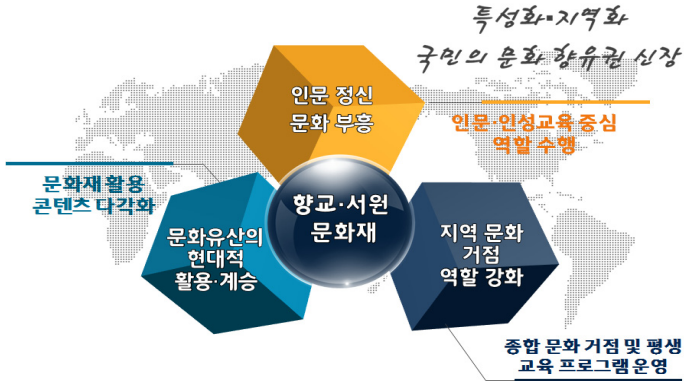 특성화·지역화
국민의 문화 향유권 신장
인문 정신
문화 부흥
인문·인성교육 중심
역할 수행
문화재 활용
콘텐츠 다각화
향교·서원
문화재
문화유산의
현대적
활용·계승
지역 문화
거점
역할 강화
종합 문화 거점 및 평생
교육 프로그램 운영